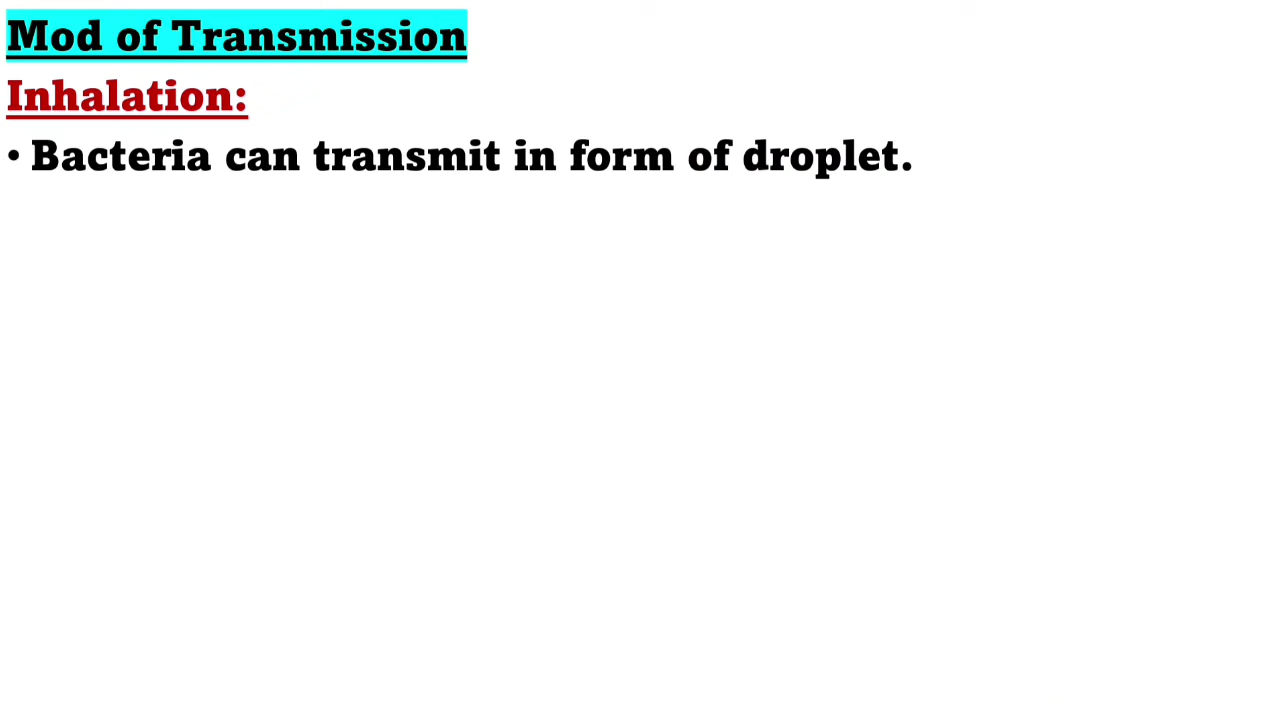 Mod of Transmission
Inhalation:
• Bacteria can transmit in form of droplet.